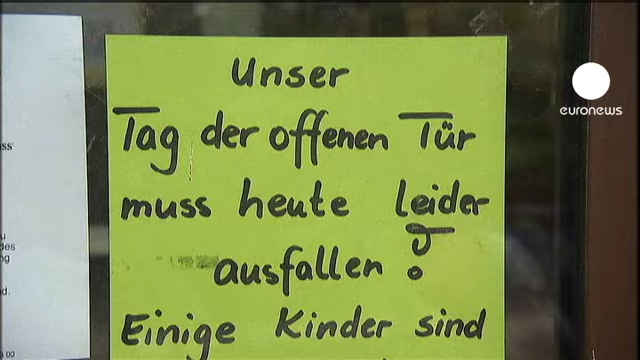 Unser
Tag der offenen Tür
muss heute leider
ausfallen!
Einige Kinder sind
euronews